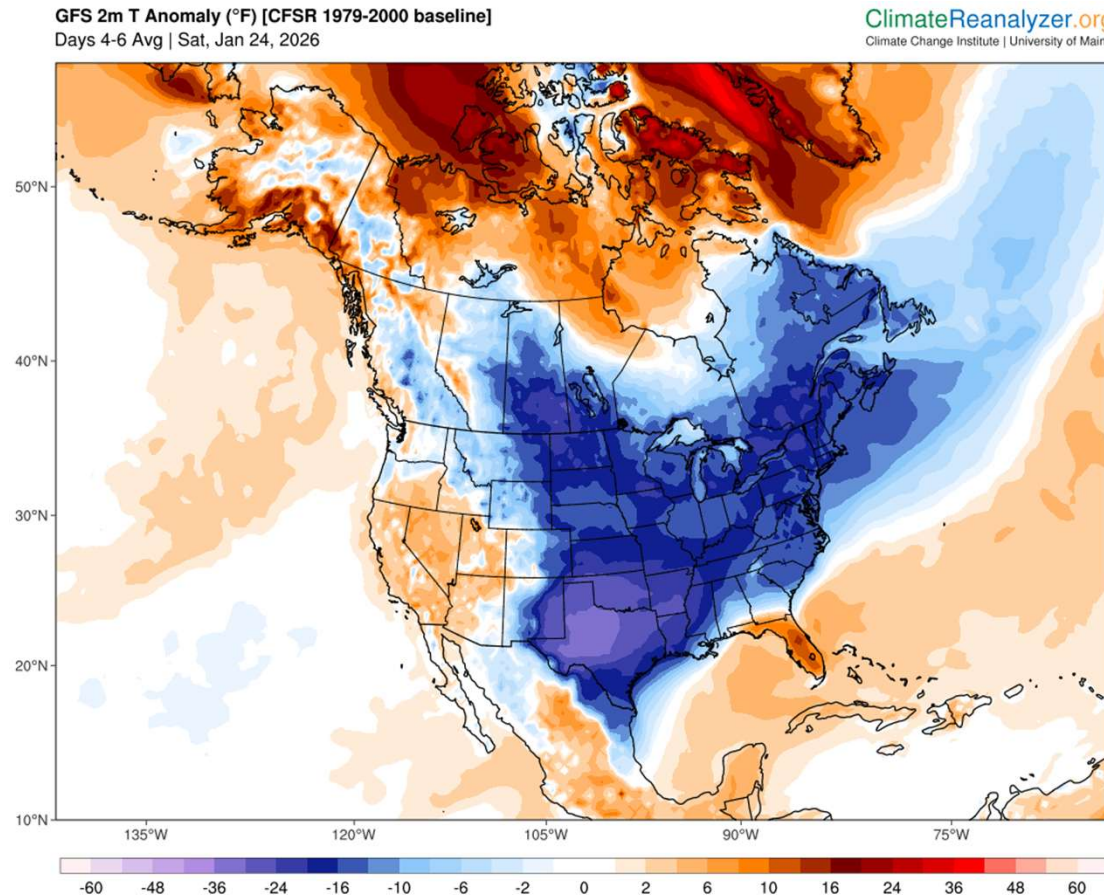 GFS 2m T Anomaly (°F) [CFSR 1979-2000 baseline]
Days 4-6 Avg | Sat, Jan 24, 2026
ClimateReanalyzer.org
Climate Change Institute | University of Main
50°N
40°N
30°N
20°N
10°N
135°W 120°W 105°W 90°W 75°W
-60 -48 -36 -24 -16 -10 -6 -2 0 2 6 10 16 24 36 48 60